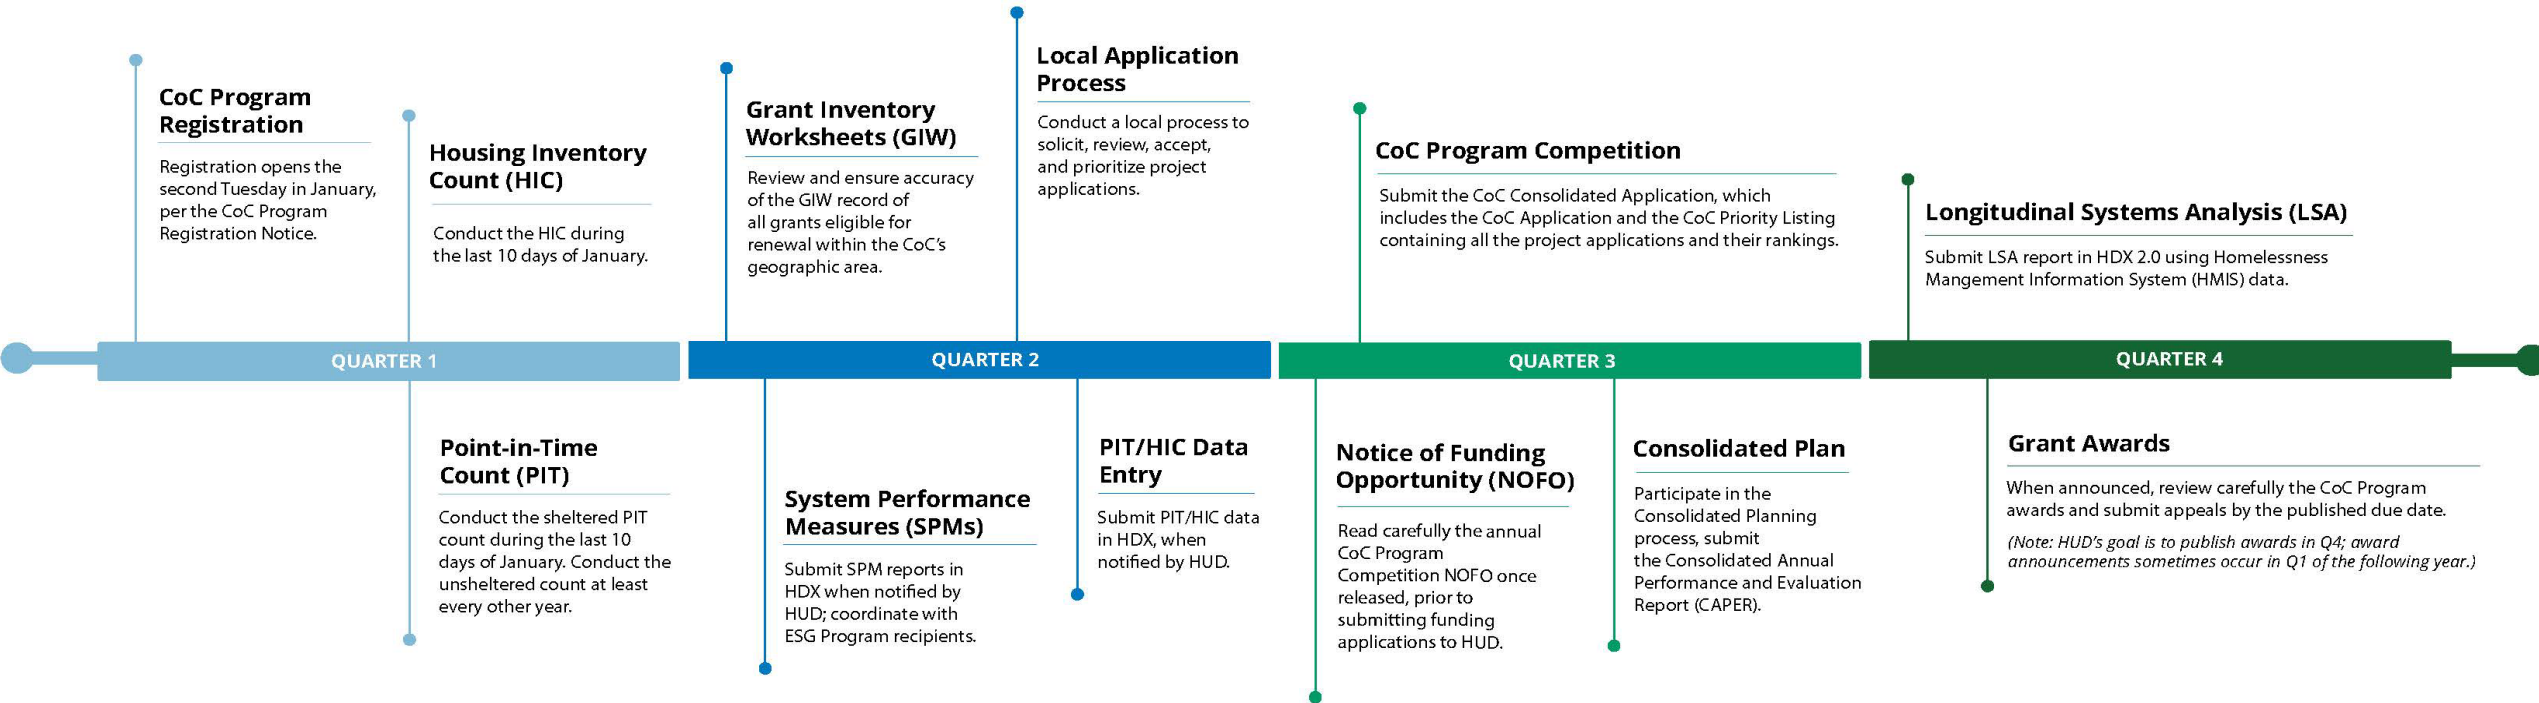 CoC Program
Registration
Registration opens the
second Tuesday in January,
per the CoC Program
Registration Notice.
Housing Inventory
Count (HIC)
Conduct the HIC during
the last 10 days of January.
Grant Inventory
Worksheets (GIW)
Review and ensure accuracy
of the GIW record of
all grants eligible for
renewal within the CoC's
geographic area.
Local Application
Process
Conduct a local process to
solicit, review, accept,
and prioritize project
applications.
CoC Program Competition
Submit the CoC Consolidated Application, which
includes the CoC Application and the CoC Priority Listing
containing all the project applications and their rankings.
Longitudinal Systems Analysis (LSA)
Submit LSA report in HDX 2.0 using Homelessness
Mangement Information System (HMIS) data.
QUARTER 1
QUARTER 2
QUARTER 3
QUARTER 4
Point-in-Time
Count (PIT)
Conduct the sheltered PIT
count during the last 10
days of January. Conduct the
unsheltered count at least
every other year.
System Performance
Measures (SPMs)
Submit SPM reports in
HDX when notified by
HUD; coordinate with
ESG Program recipients.
PIT/HIC Data
Entry
Submit PIT/HIC data
in HDX, when
notified by HUD.
Notice of Funding
Opportunity (NOFO)
Read carefully the annual
CoC Program
Competition NOFO once
released, prior to
submitting funding
applications to HUD.
Consolidated Plan
Participate in the
Consolidated Planning
process, submit
the Consolidated Annual
Performance and Evaluation
Report (CAPER).
Grant Awards
When announced, review carefully the CoC Program
awards and submit appeals by the published due date.
(Note: HUD's goal is to publish awards in Q4; award
announcements sometimes occur in Q1 of the following year.)